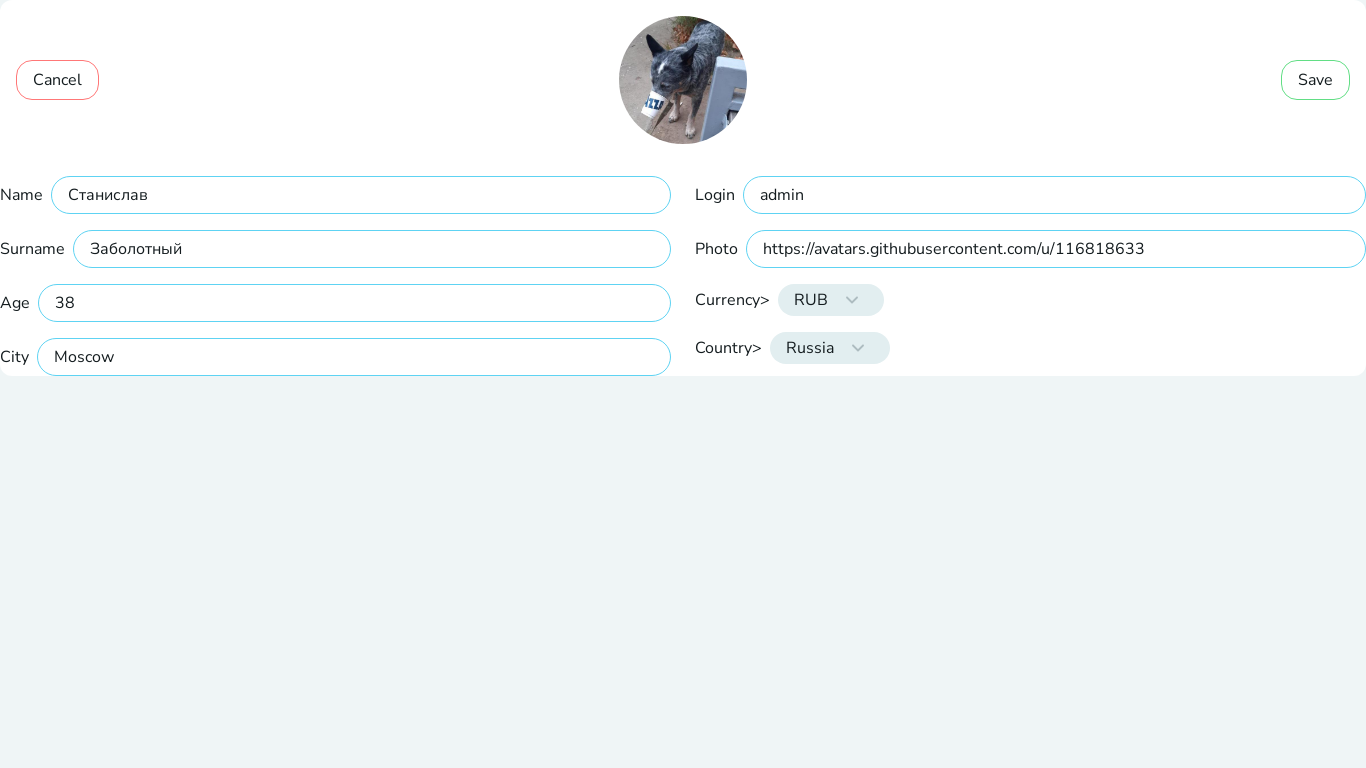 Cancel
Save
Name Станислав
Surname Заболотный
Age 38
City Moscow
Login admin
Photo https://avatars.githubusercontent.com/u/116818633
Currency> RUB
Country> Russia